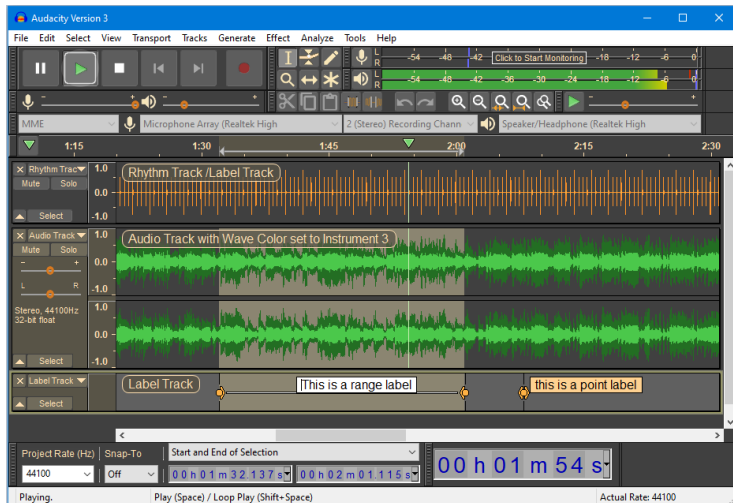 Audacity Version 3
File Edit Select View Transport Tracks Generate Effect Analyze Tools Help
L R -54 -48 -42 Click to Start Monitoring -18 -12 -6 0
L R -54 -48 -42 -36 -30 -24 -18 -12 -6 0
- + - + - +
MME Microphone Array (Realtek High 2 (Stereo) Recording Chann Speaker/Headphone (Realtek High
1:15 1:30 1:45 2:00 2:15 2:30
Rhythm Trac 1.0 Rhythm Track /Label Track
Mute Solo
0.0
Select -1.0
Audio Track 1.0 Audio Track with Wave Color set to Instrument 3
Mute Solo
- + 0.0
L R -1.0
Stereo, 44100Hz 1.0
32-bit float
0.0
Select -1.0
Label Track Label Track This is a range label this is a point label
Select
Project Rate (Hz) Snap-To Start and End of Selection
44100 Off 00 h 01 m 32.137 s 00 h 02 m 01.115 s 00 h 01 m 54 s
Playing. Play (Space) / Loop Play (Shift+Space) Actual Rate: 44100